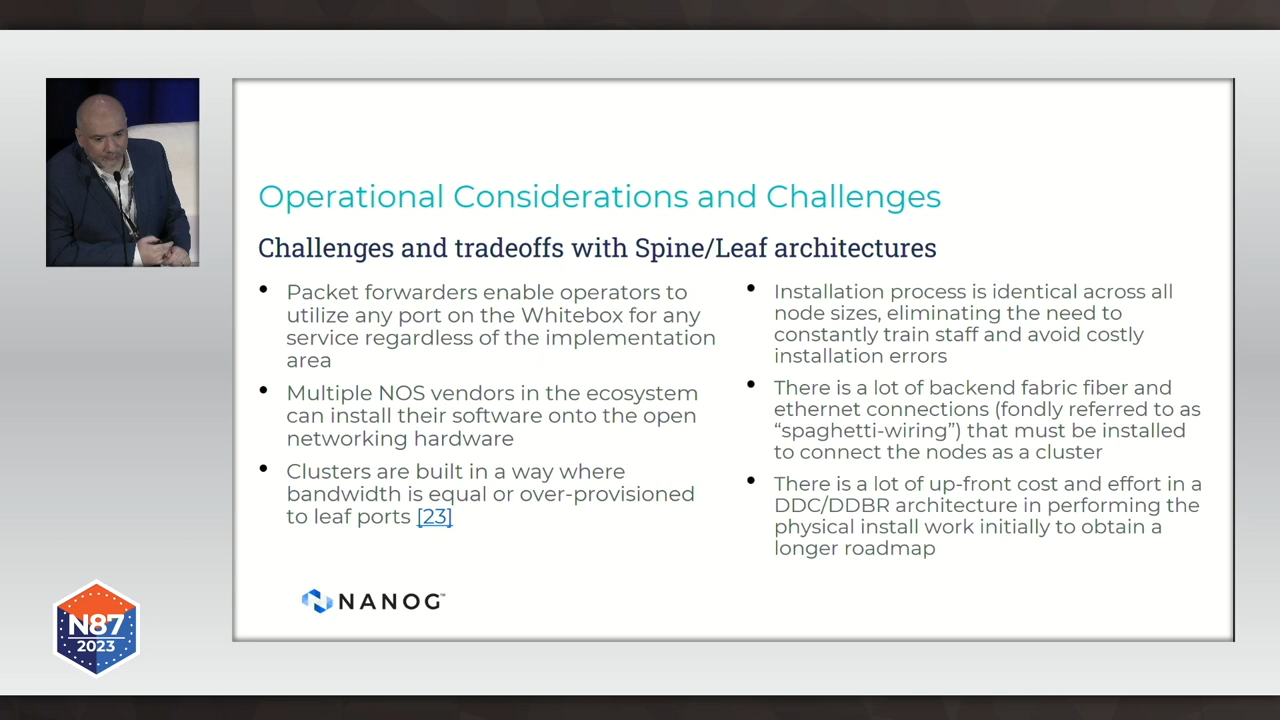 Operational Considerations and Challenges
Challenges and tradeoffs with Spine/Leaf architectures
• Packet forwarders enable operators to
utilize any port on the Whitebox for any
service regardless of the implementation
area
• Multiple NOS vendors in the ecosystem
can install their software onto the open
networking hardware
• Clusters are built in a way where
bandwidth is equal or over-provisioned
to leaf ports [23]
• Installation process is identical across all
node sizes, eliminating the need to
constantly train staff and avoid costly
installation errors
• There is a lot of backend fabric fiber and
ethernet connections (fondly referred to as
“spaghetti-wiring”) that must be installed
to connect the nodes as a cluster
• There is a lot of up-front cost and effort in a
DDC/DDBR architecture in performing the
physical install work initially to obtain a
longer roadmap
NANOG™
N87
2023